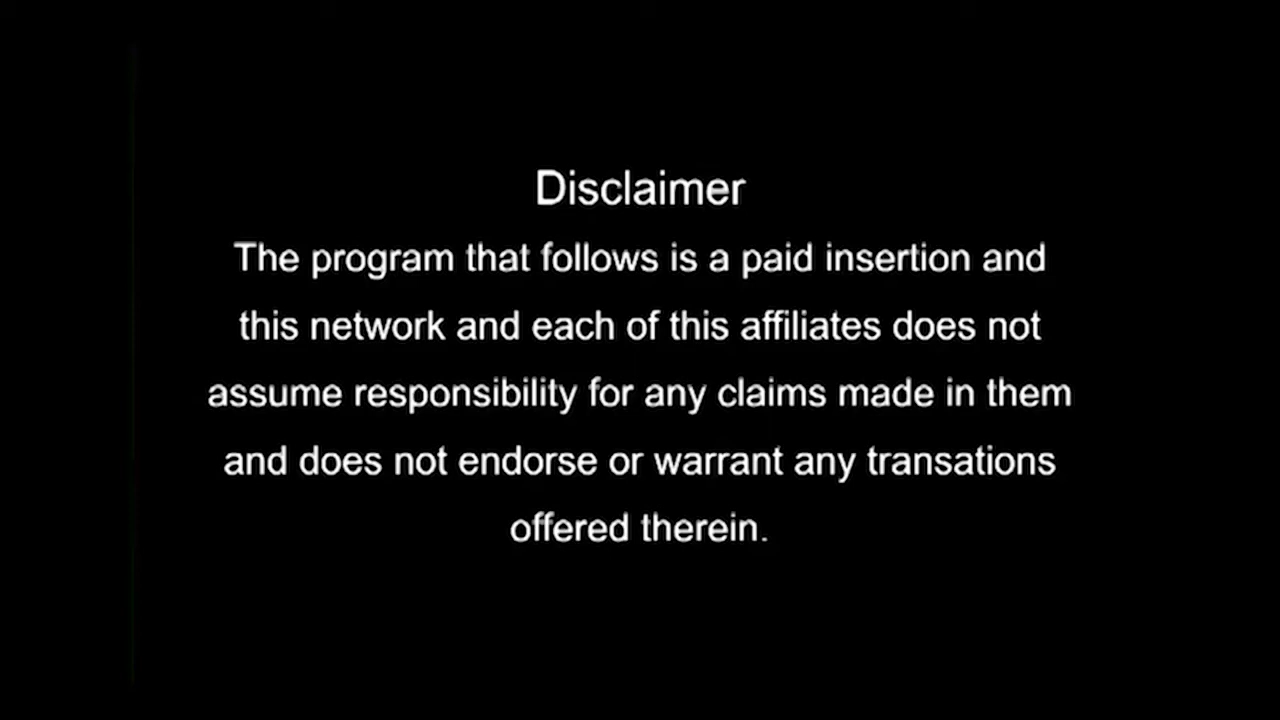 Disclaimer
The program that follows is a paid insertion and
this network and each of this affiliates does not
assume responsibility for any claims made in them
and does not endorse or warrant any transations
offered therein.